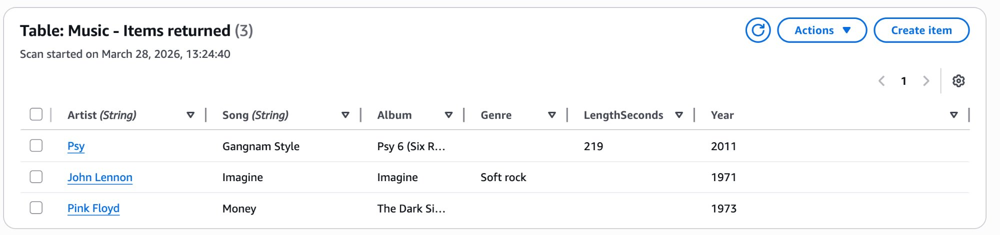 Table: Music - Items returned (3)
Actions
Create item
Scan started on March 28, 2026, 13:24:40
1
Artist (String) Song (String) Album Genre LengthSeconds Year
Psy Gangnam Style Psy 6 (Six R... 219 2011
John Lennon Imagine Imagine Soft rock 1971
Pink Floyd Money The Dark Si... 1973